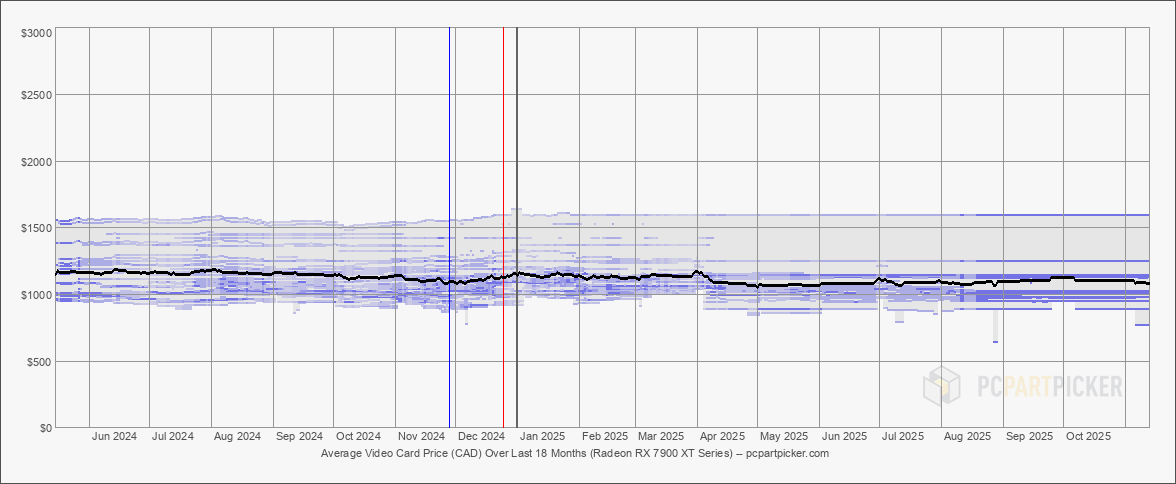 $3000
$2500
$2000
$1500
$1000
$500
$0
Jun 2024 Jul 2024 Aug 2024 Sep 2024 Oct 2024 Nov 2024 Dec 2024 Jan 2025 Feb 2025 Mar 2025 Apr 2025 May 2025 Jun 2025 Jul 2025 Aug 2025 Sep 2025 Oct 2025
Average Video Card Price (CAD) Over Last 18 Months (Radeon RX 7900 XT Series) -- pcpartpicker.com
PCPARTPICKER